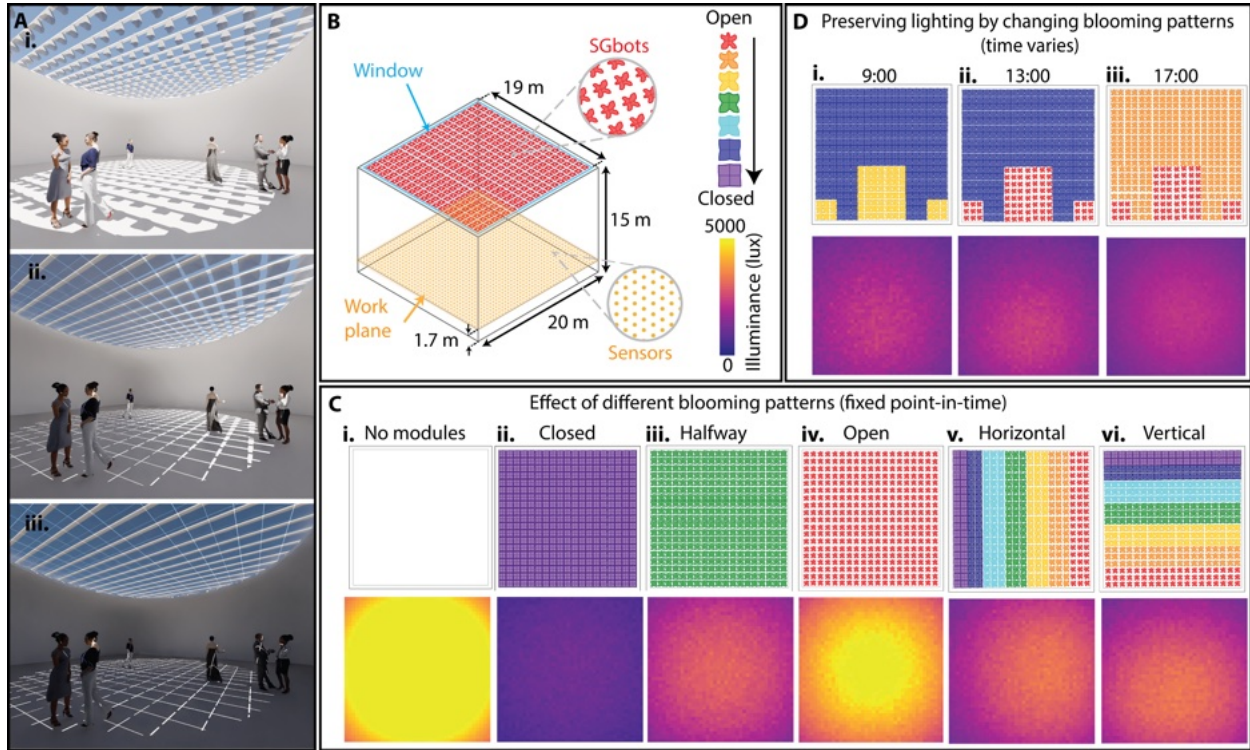 A
i.
ii.
iii.
B
SGbots
Window
19 m
15 m
Work
plane
1.7 m
20 m
Sensors
Open
Closed
5000
Illuminance (lux)
0
C
Effect of different blooming patterns (fixed point-in-time)
i. No modules
ii. Closed
iii. Halfway
iv. Open
v. Horizontal
vi. Vertical
D
Preserving lighting by changing blooming patterns
(time varies)
i. 9:00
ii. 13:00
iii. 17:00